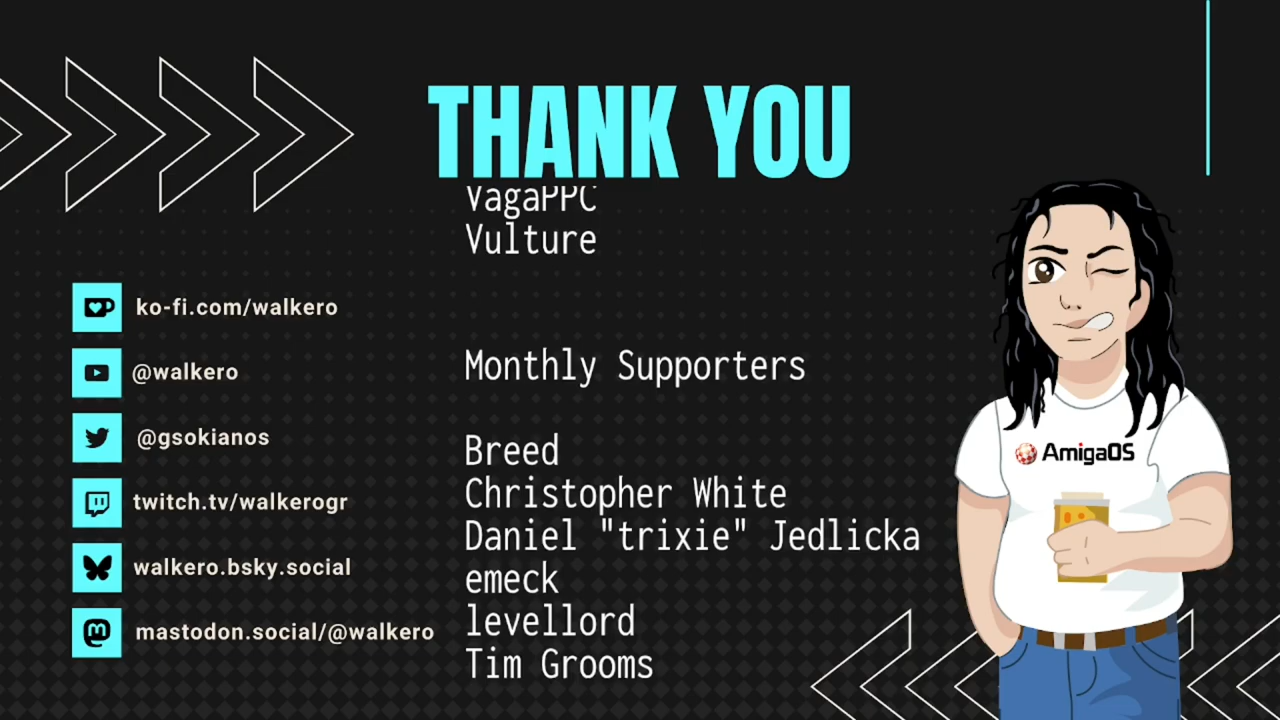 THANK YOU
VagaPPC
Vulture
ko-fi.com/walkero
@walkero
@gsokianos
twitch.tv/walkerogr
walkero.bsky.social
mastodon.social/@walkero
Monthly Supporters
Breed
Christopher White
Daniel "trixie" Jedlicka
emeck
levellord
Tim Grooms
AmigaOS